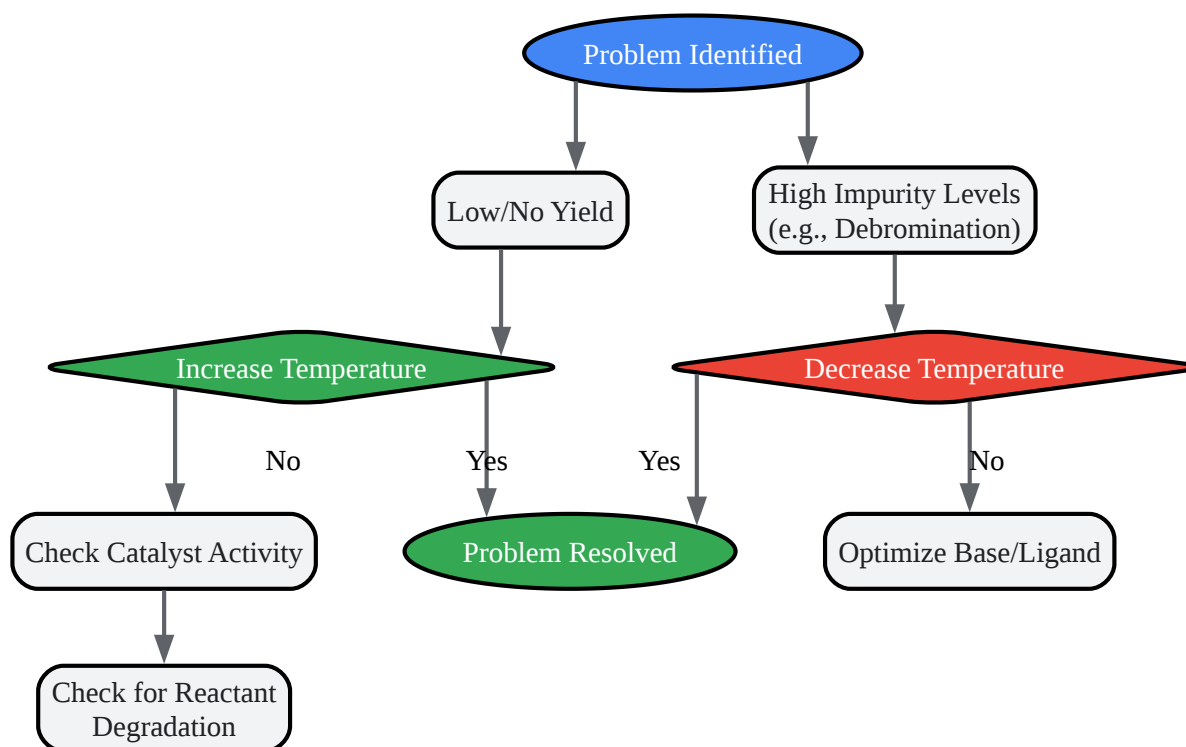 Problem Identified
Low/No Yield
High Impurity Levels
(e.g., Debromination)
Increase Temperature
Decrease Temperature
No
Yes
Yes
No
Check Catalyst Activity
Problem Resolved
Optimize Base/Ligand
Check for Reactant
Degradation